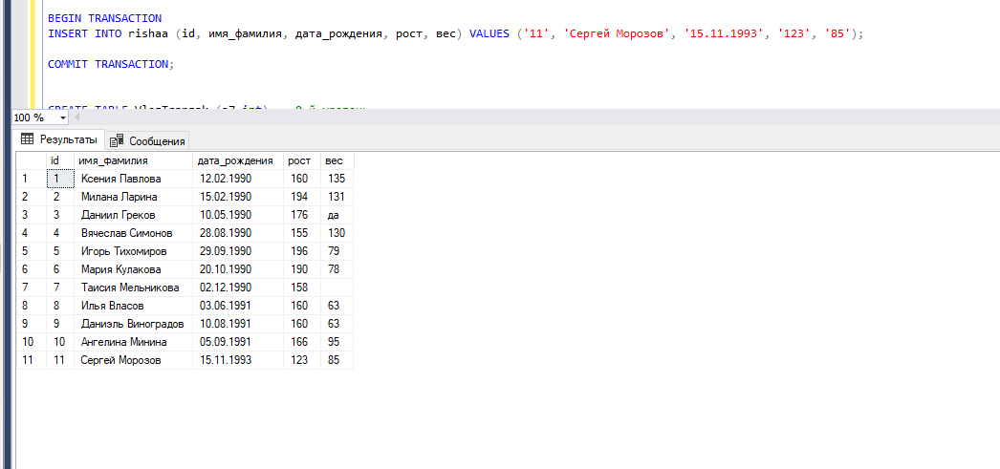 BEGIN TRANSACTION
INSERT INTO rishaa (id, имя_фамилия, дата_рождения, рост, вес) VALUES ('11', 'Сергей Морозов', '15.11.1993', '123', '85');
COMMIT TRANSACTION;
100 %
Результаты Сообщения
id имя_фамилия дата_рождения рост вес
1 1 Ксения Павлова 12.02.1990 160 135
2 2 Милана Ларина 15.02.1990 194 131
3 3 Даниил Греков 10.05.1990 176 да
4 4 Вячеслав Симонов 28.08.1990 155 130
5 5 Игорь Тихомиров 29.09.1990 196 79
6 6 Мария Кулакова 20.10.1990 190 78
7 7 Таисия Мельникова 02.12.1990 158
8 8 Илья Власов 03.06.1991 160 63
9 9 Даниэль Виноградов 10.08.1991 160 63
10 10 Ангелина Минина 05.09.1991 166 95
11 11 Сергей Морозов 15.11.1993 123 85